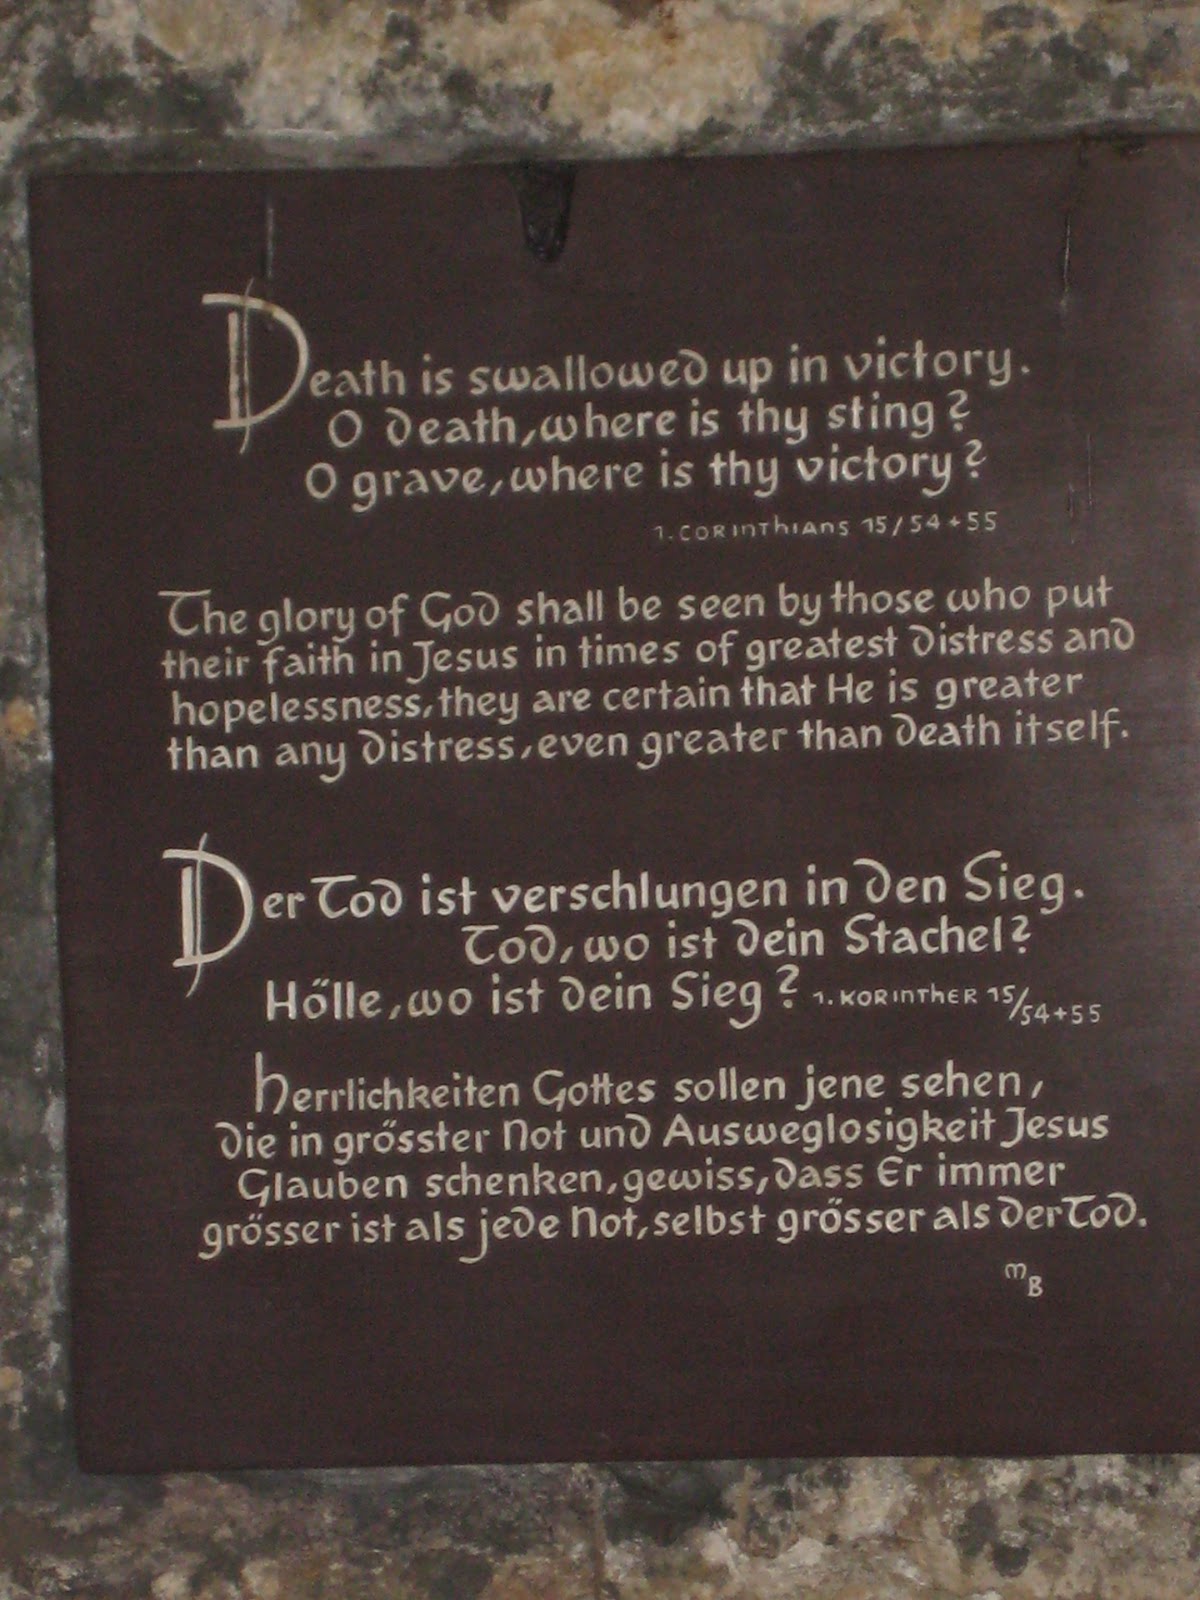 Death is swallowed up in victory.
O death, where is thy sting?
O grave, where is thy victory?
1. CORINTHIANS 15/54+55
The glory of God shall be seen by those who put
their faith in Jesus in times of greatest distress and
hopelessness, they are certain that He is greater
than any distress, even greater than death itself.
Der Tod ist verschlungen in den Sieg.
Tod, wo ist dein Stachel?
Hölle, wo ist dein Sieg? 1. KORINTHER 15/54+55
Herrlichkeiten Gottes sollen jene sehen,
die in grösster Not und Ausweglosigkeit Jesus
Glauben schenken, gewiss, dass Er immer
grösser ist als jede Not, selbst grösser als der Tod.
MB